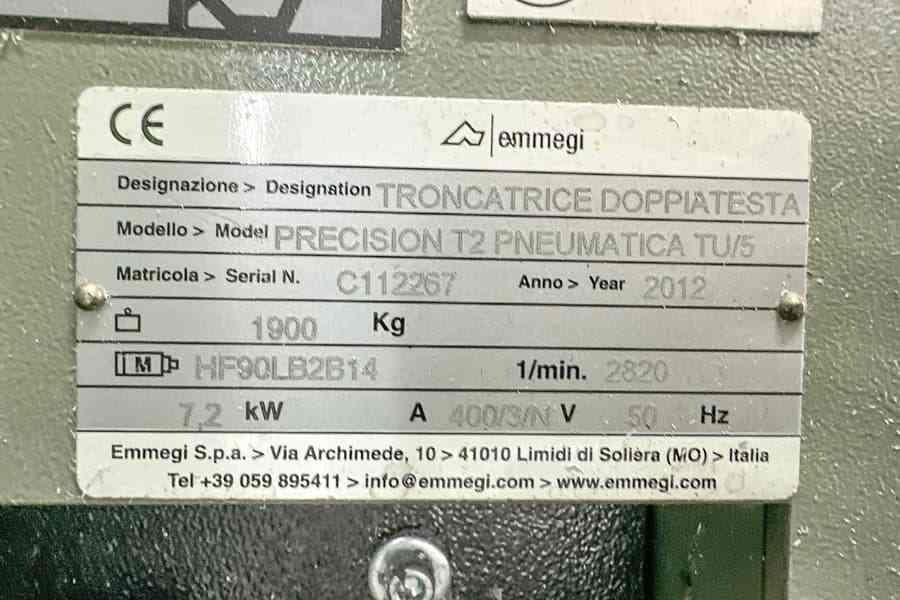 CE emmegi
Designazione > Designation TRONCATRICE DOPPIATESTA
Modello > Model PRECISION T2 PNEUMATICA TU/5
Matricola > Serial N. C112267 Anno > Year 2012
1900 Kg
M HF90LB2B14 1/min. 2820
7,2 kW A 400/3/N V 50 Hz
Emmegi S.p.a. > Via Archimede, 10 > 41010 Limidi di Soliera (MO) > Italia
Tel +39 059 895411 > info@emmegi.com > www.emmegi.com